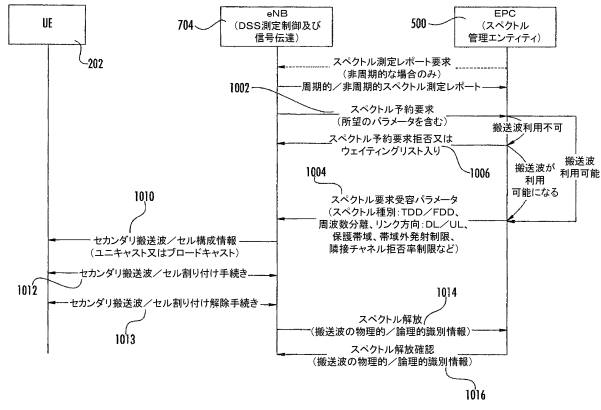 UE
202
eNB
(DSS測定制御及び
信号伝達)
704
EPC
(スペクトル
管理エンティティ)
500
スペクトル測定レポート要求
(非周期的な場合のみ)
周期的/非周期的スペクトル測定レポート
1002
スペクトル予約要求
(所望のパラメータを含む)
搬送波利用不可
スペクトル予約要求拒否又は
ウェイティングリスト入り
1006
搬送波が
利用
可能になる
搬送波
利用可能
1004
スペクトル要求受容パラメータ
(スペクトル種別:TDD/FDD、
周波数分離、リンク方向:DL/UL、
保護帯域、帯域外発射制限、
隣接チャネル拒否率制限など)
1010
セカンダリ搬送波/セル構成情報
(ユニキャスト又はブロードキャスト)
セカンダリ搬送波/セル割り付け手続き
1012
セカンダリ搬送波/セル割り付け解除手続き
1013
1014
スペクトル解放
(搬送波の物理的/論理的識別情報)
スペクトル解放確認
(搬送波の物理的/論理的識別情報)
1016